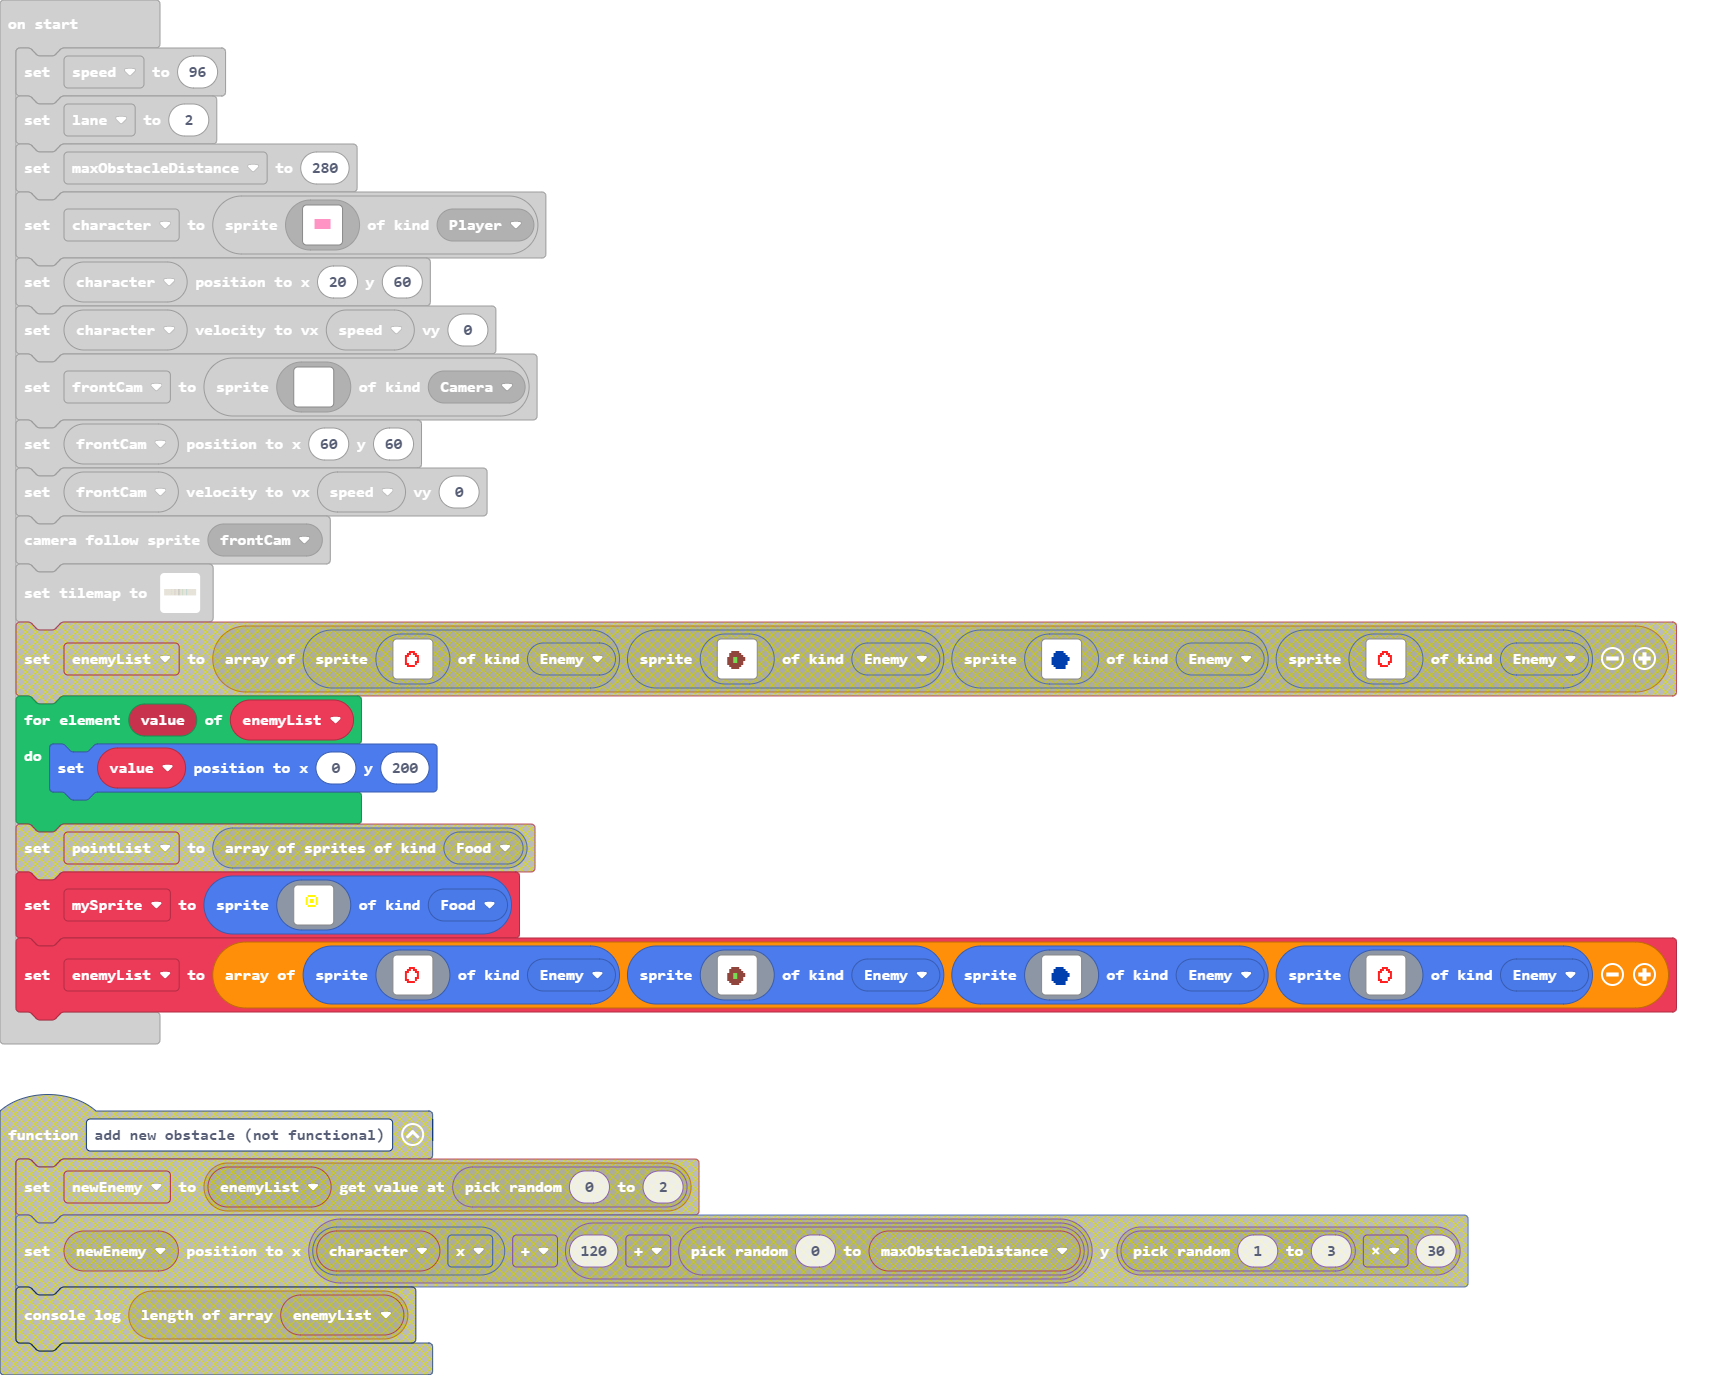 on start
set speed to 96
set lane to 2
set maxObstacleDistance to 280
set character to sprite of kind Player
set character position to x 20 y 60
set character velocity to vx speed vy 0
set frontCam to sprite of kind Camera
set frontCam position to x 60 y 60
set frontCam velocity to vx speed vy 0
camera follow sprite frontCam
set tilemap to
set enemyList to array of sprite of kind Enemy sprite of kind Enemy sprite of kind Enemy sprite of kind Enemy
for element value of enemyList
do
set value position to x 0 y 200
set pointList to array of sprites of kind Food
set mySprite to sprite of kind Food
set enemyList to array of sprite of kind Enemy sprite of kind Enemy sprite of kind Enemy sprite of kind Enemy
function add new obstacle (not functional)
set newEnemy to enemyList get value at pick random 0 to 2
set newEnemy position to x character x + 120 + pick random 0 to maxObstacleDistance y pick random 1 to 3 × 30
console log length of array enemyList